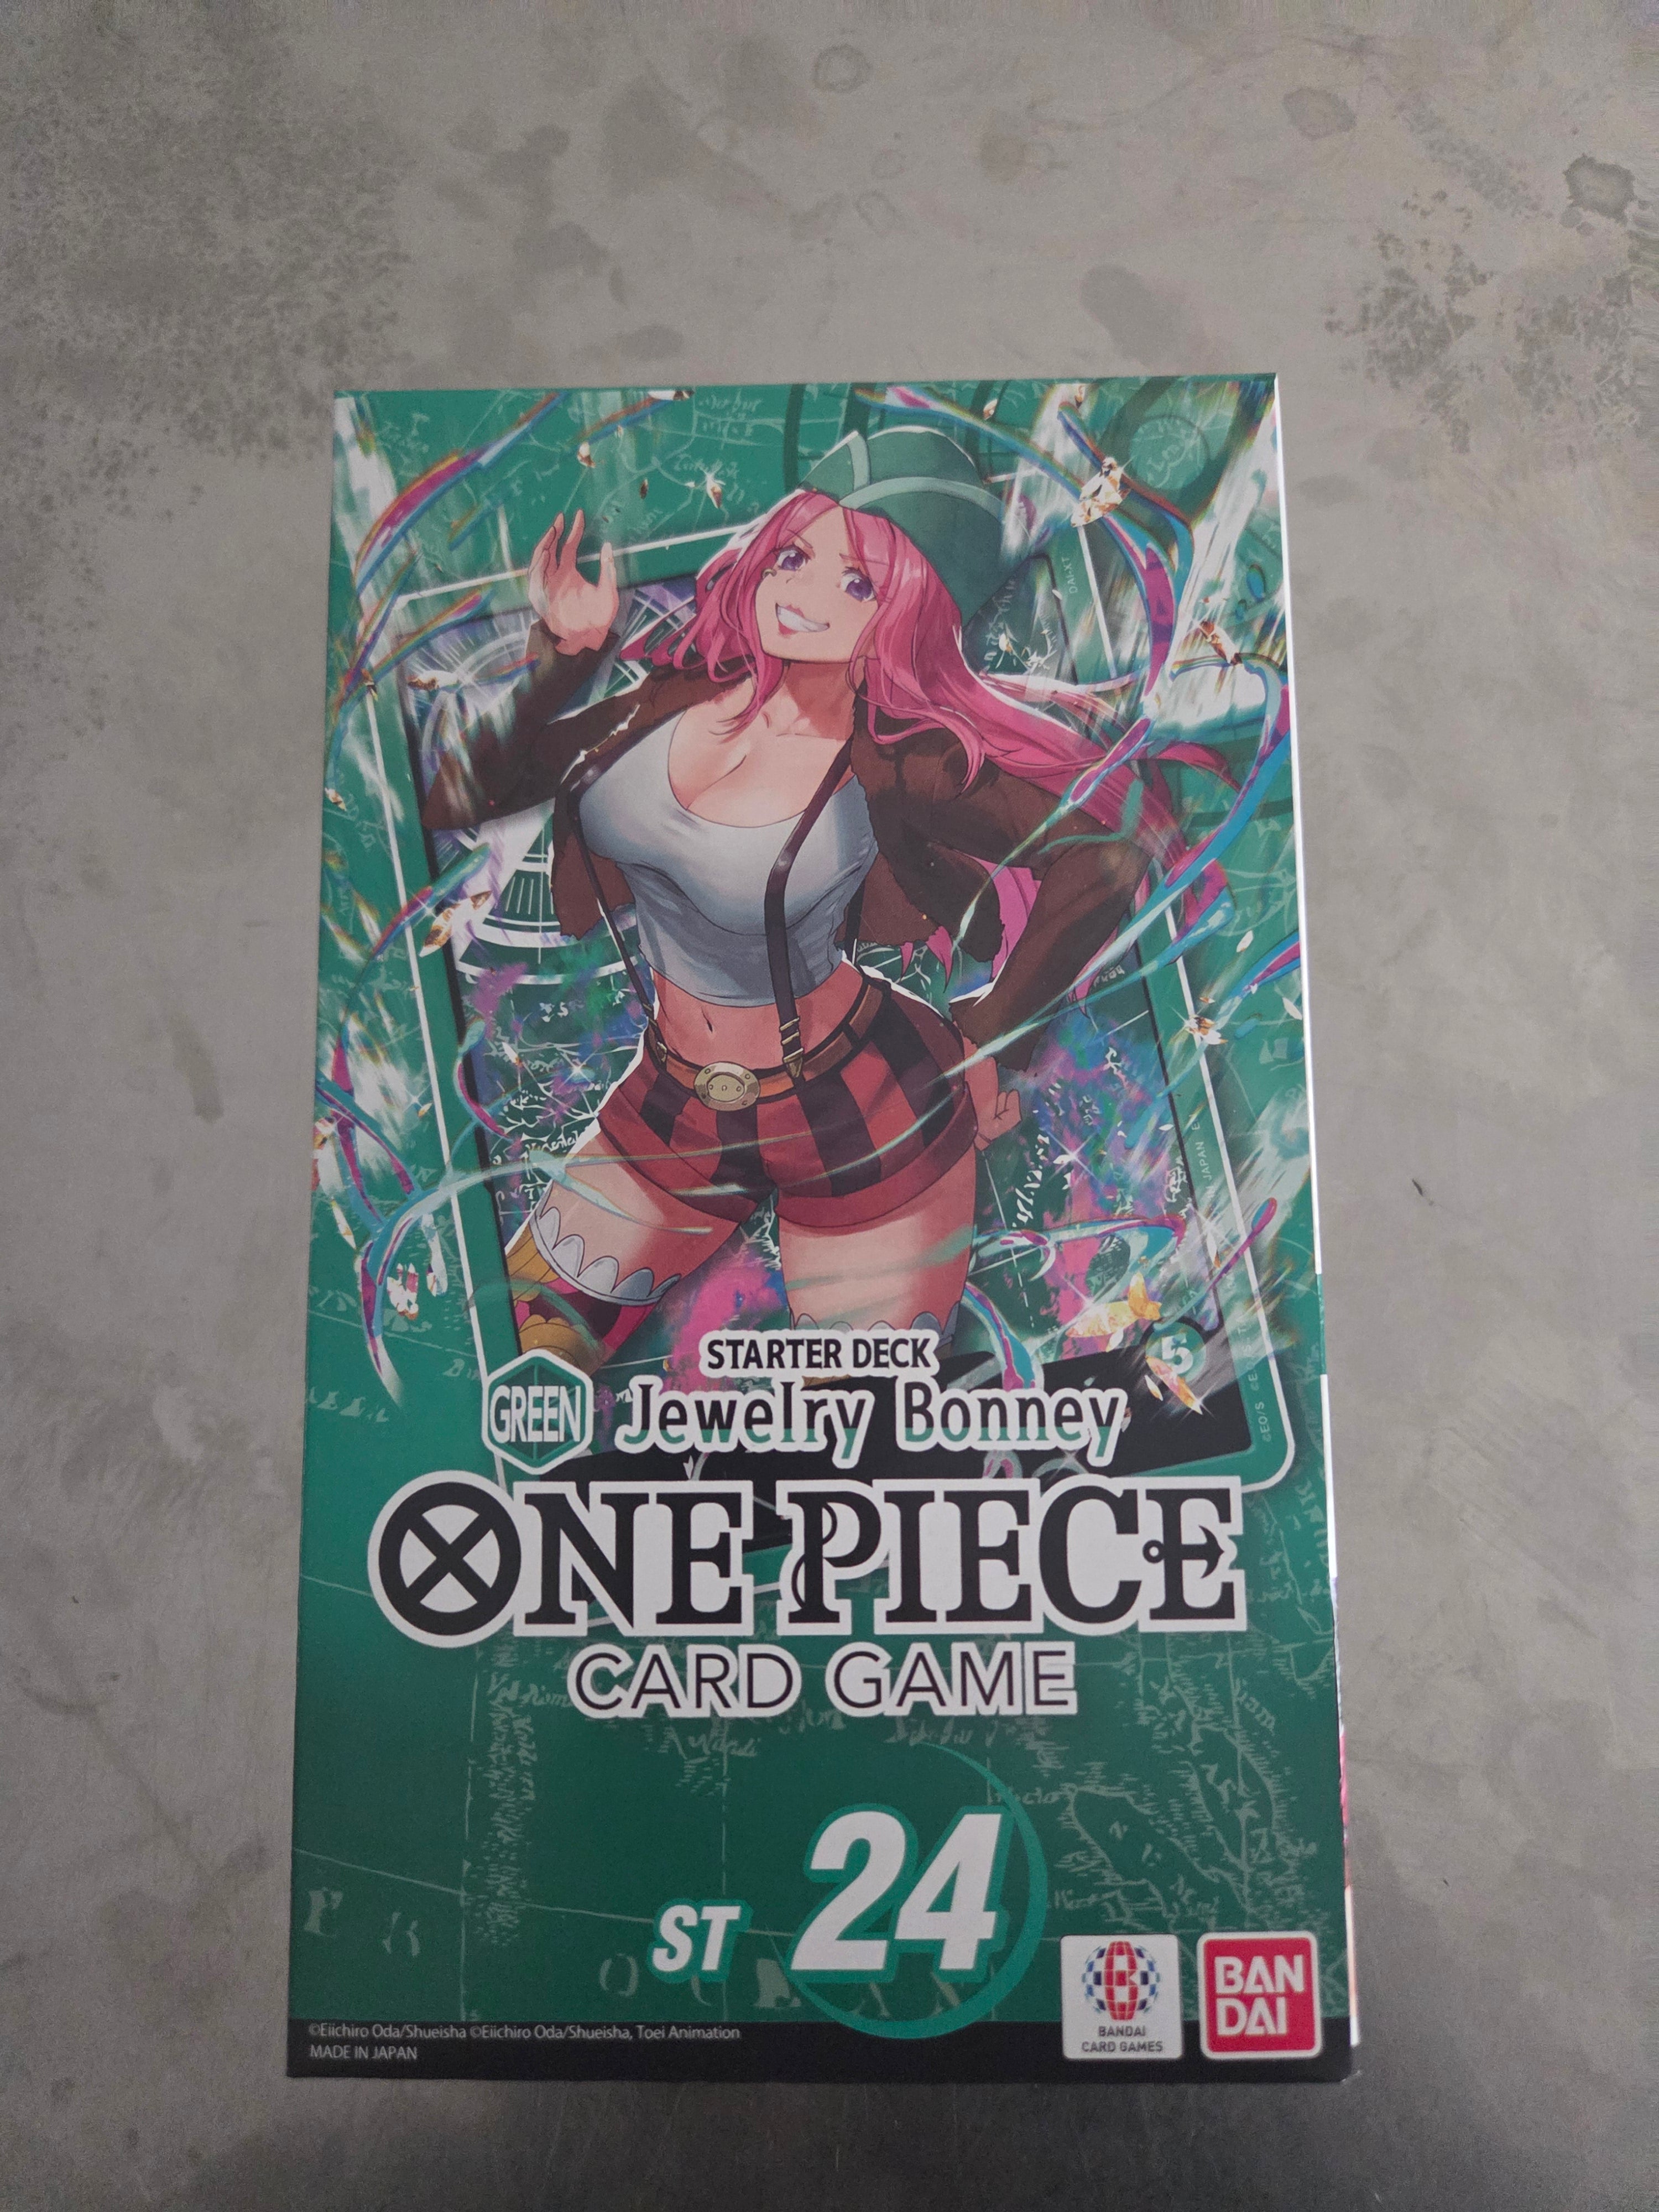 STARTER DECK
GREEN Jewelry Bonney
ONE PIECE
CARD GAME
ST 24
BANDAI
CARD GAMES
BAN
DAI
©Eiichiro Oda/Shueisha ©Eiichiro Oda/Shueisha, Toei Animation
MADE IN JAPAN